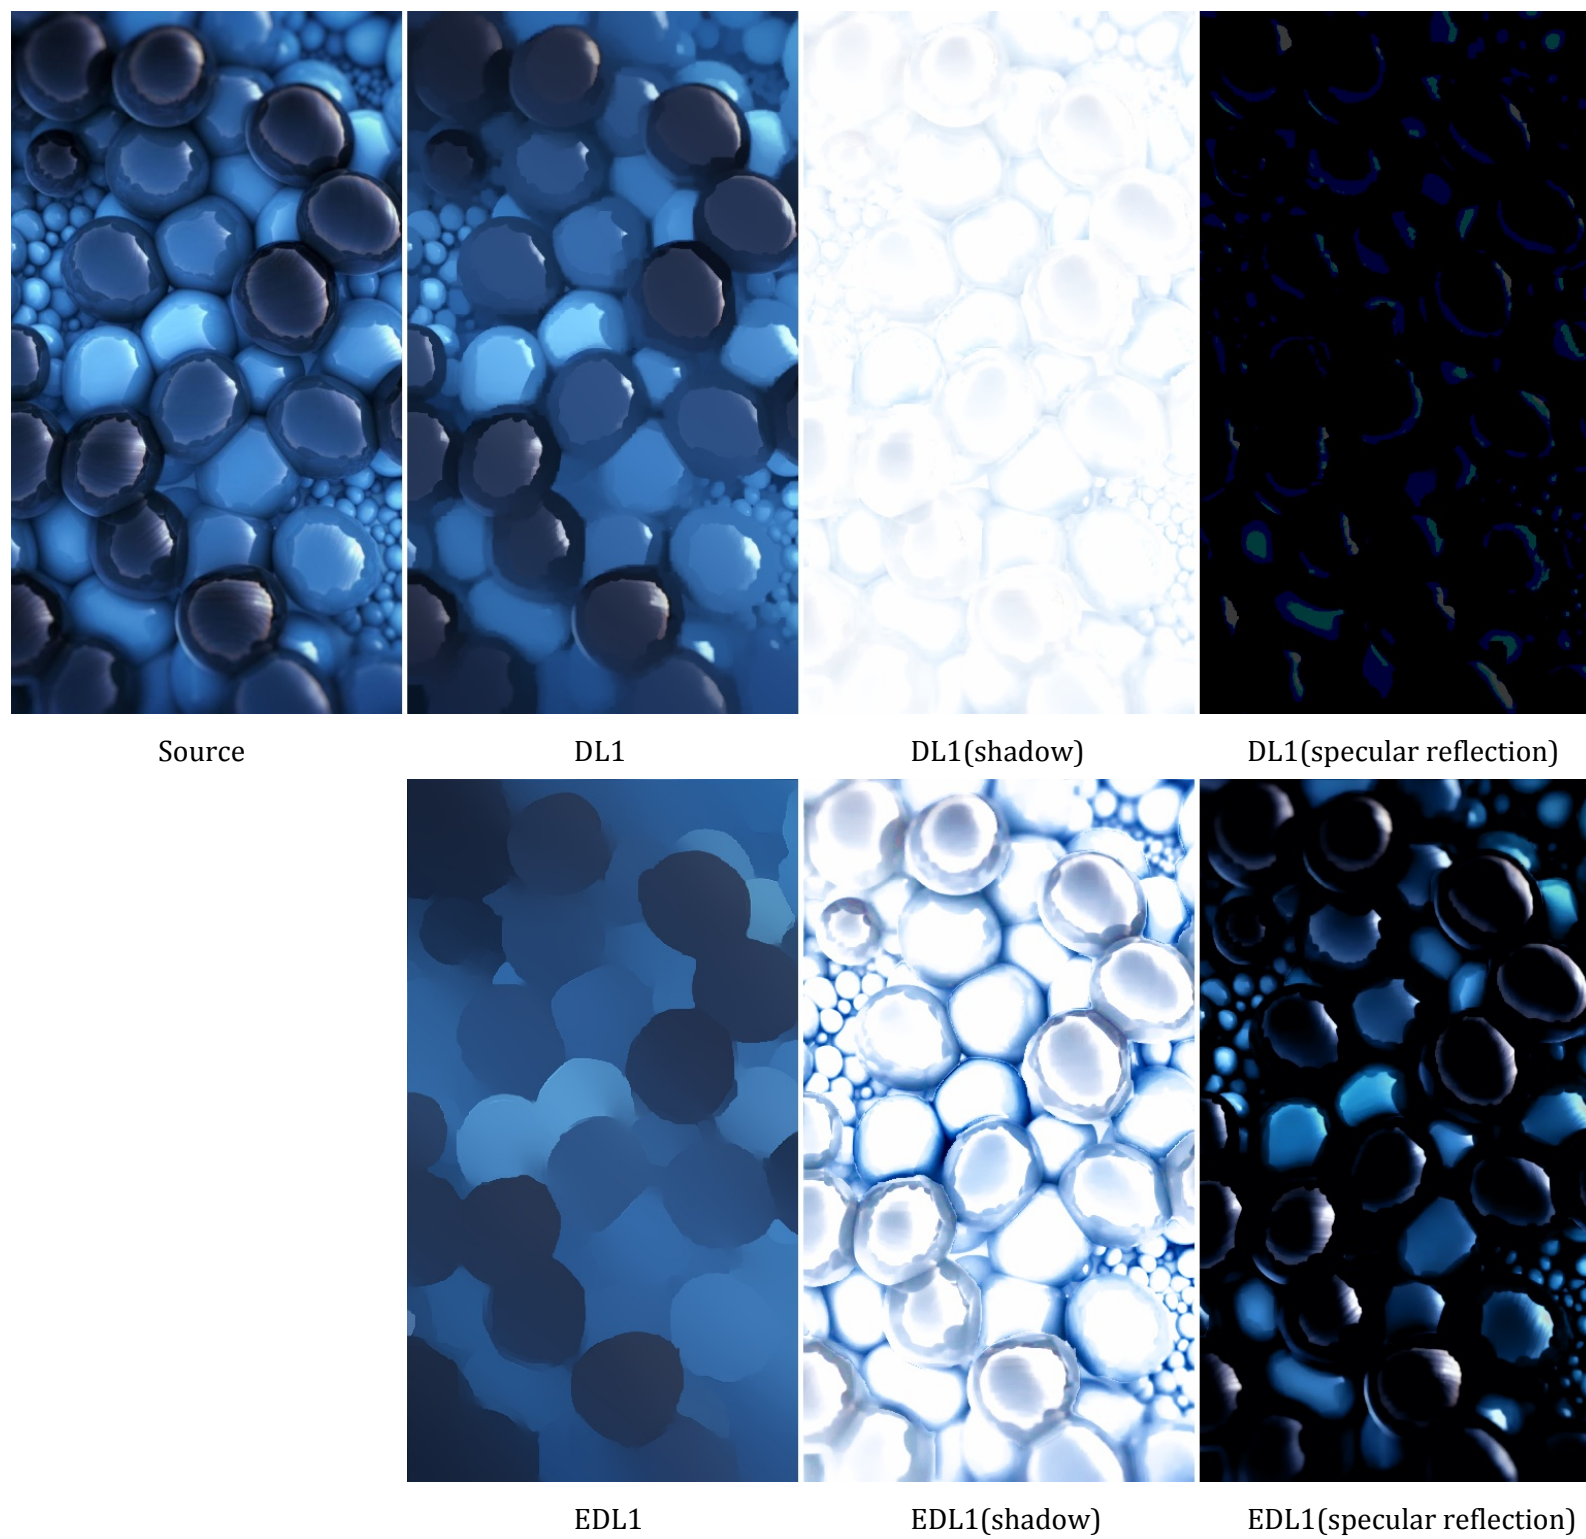 Source
DL1
DL1(shadow)
DL1(specular reflection)
EDL1
EDL1(shadow)
EDL1(specular reflection)